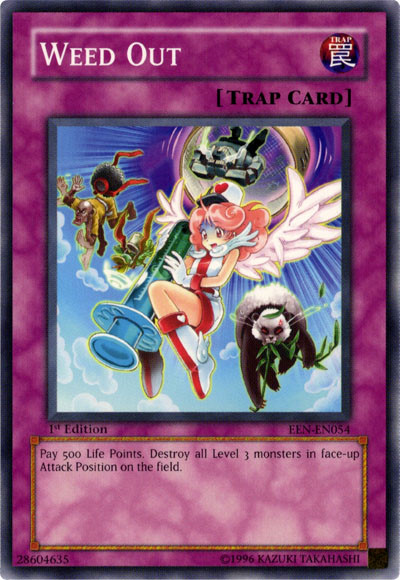 WEED OUT
TRAP
罠
[TRAP CARD]
1st Edition
EEN-EN054
Pay 500 Life Points. Destroy all Level 3 monsters in face-up
Attack Position on the field.
28604635
©1996 KAZUKI TAKAHASHI